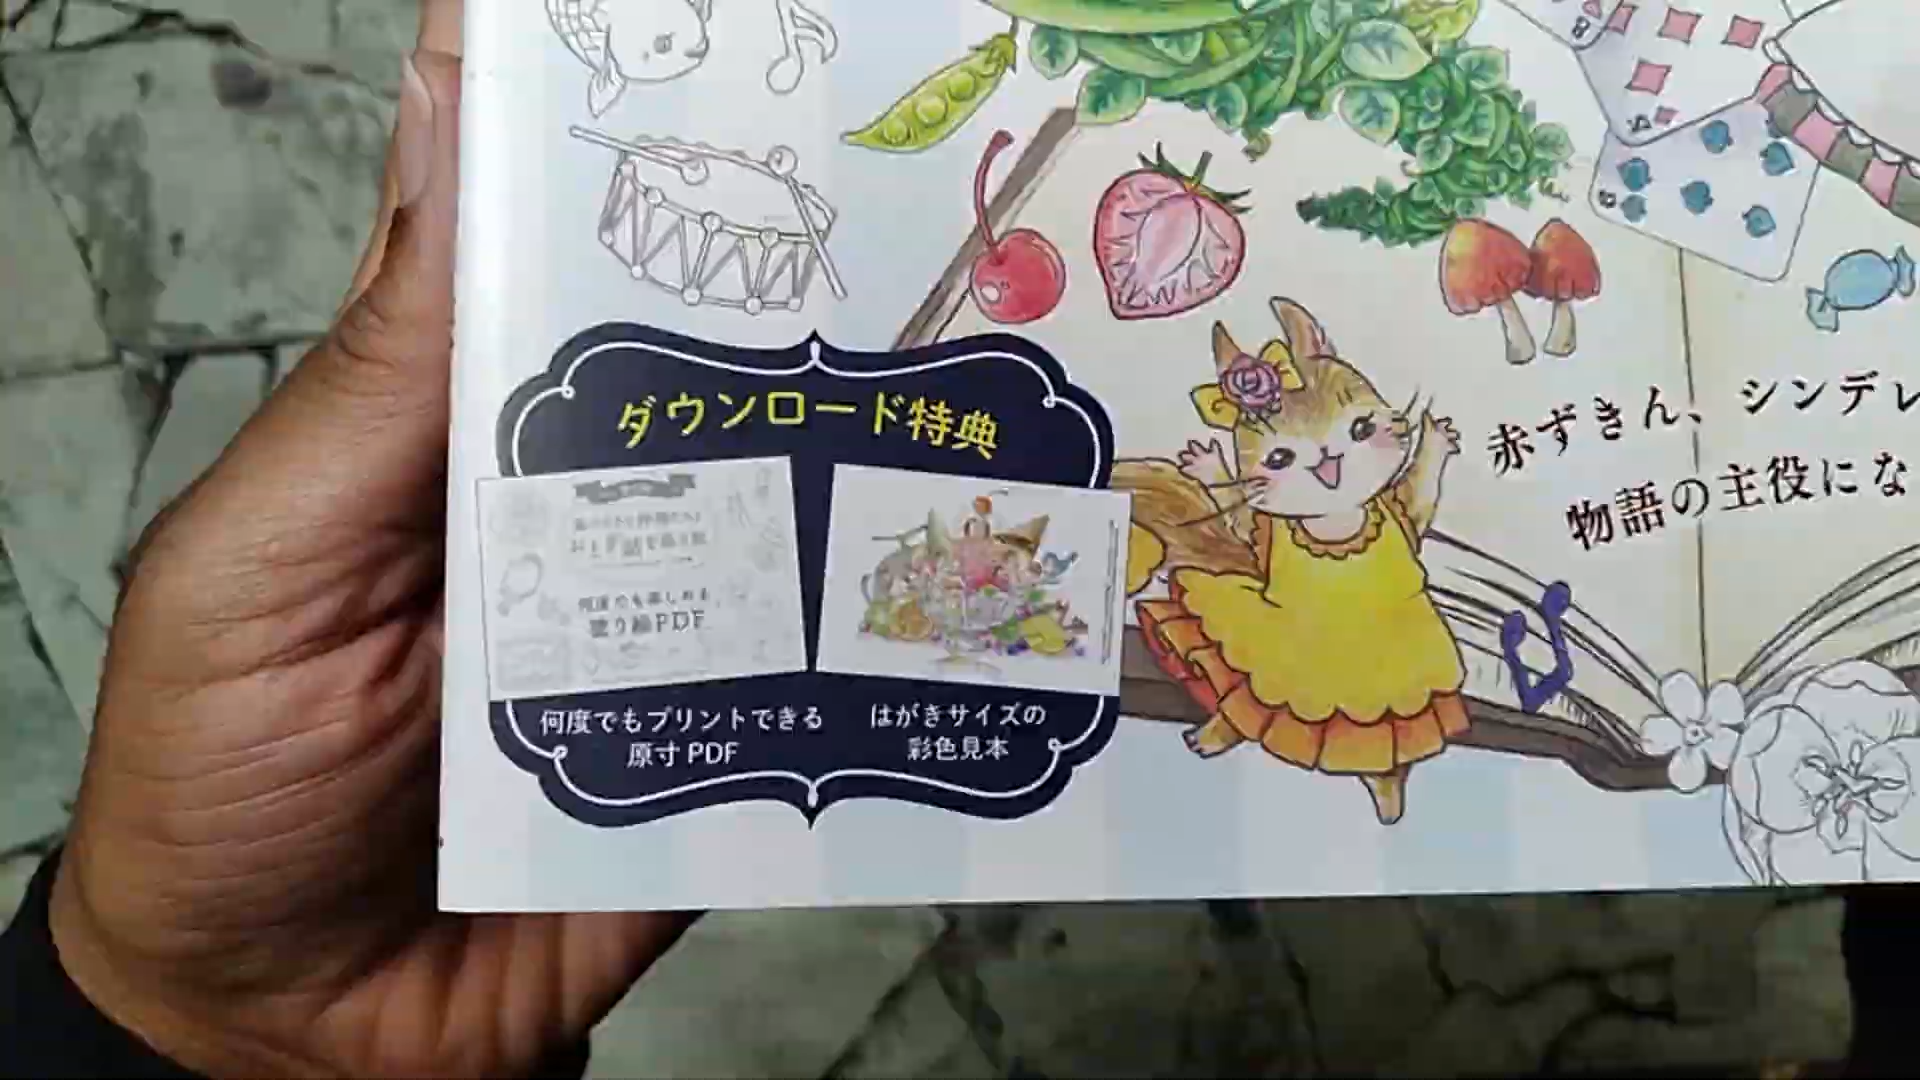 ダウンロード特典
何度でも楽しめる
塗り絵PDF
何度でもプリントできる
原寸PDF
はがきサイズの
彩色見本
赤ずきん、シンデレ
物語の主役にな